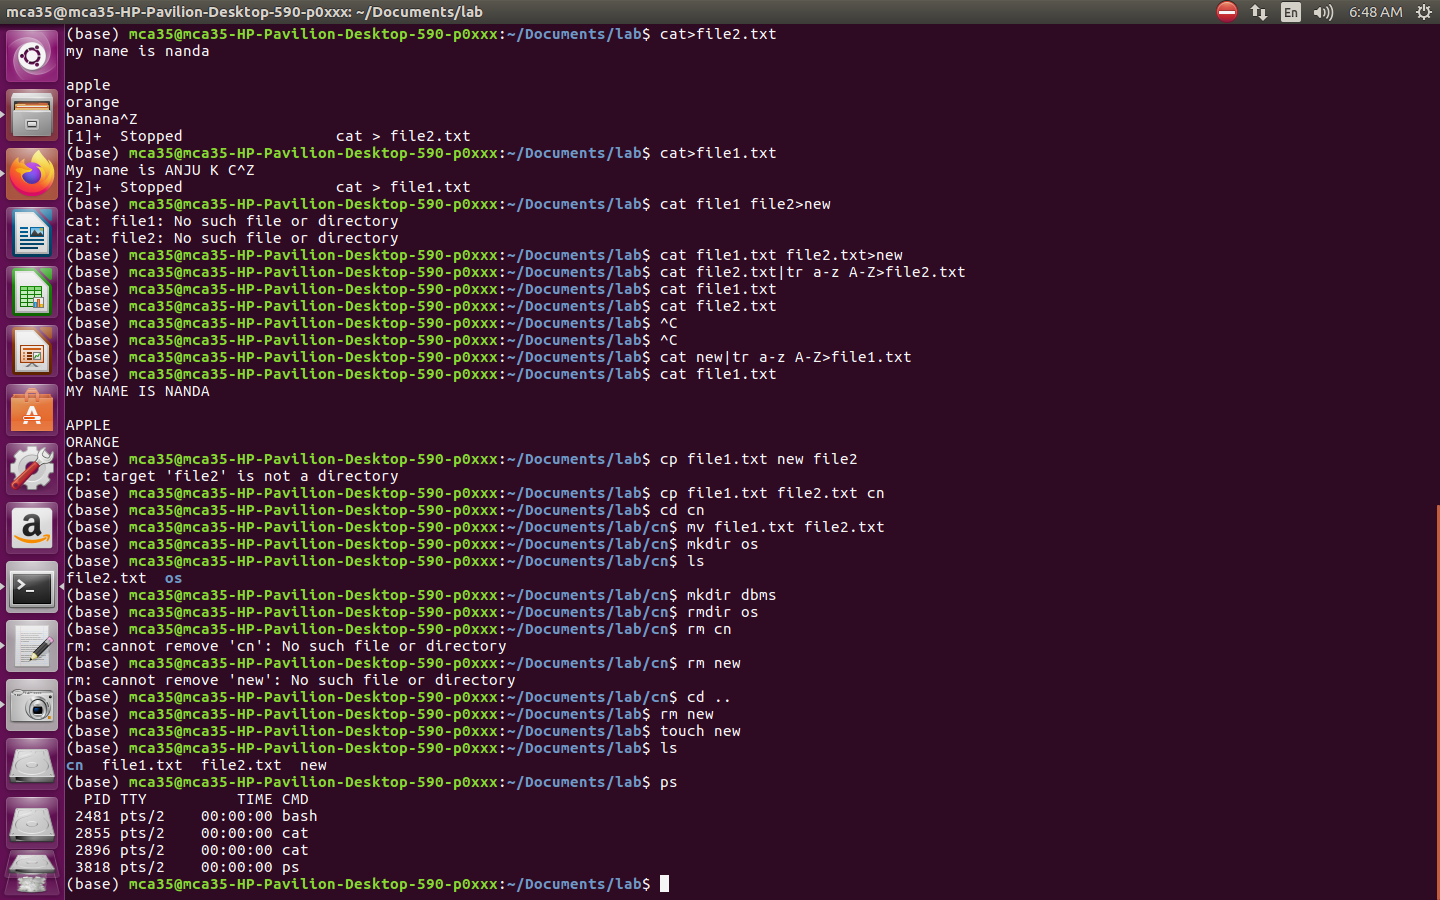 mca35@mca35-HP-Pavilion-Desktop-590-p0xxx: ~/Documents/lab
En 6:48 AM
(base) mca35@mca35-HP-Pavilion-Desktop-590-p0xxx:~/Documents/lab$ cat>file2.txt
my name is nanda

apple
orange
banana^Z
[1]+  Stopped                 cat > file2.txt
(base) mca35@mca35-HP-Pavilion-Desktop-590-p0xxx:~/Documents/lab$ cat>file1.txt
My name is ANJU K C^Z
[2]+  Stopped                 cat > file1.txt
(base) mca35@mca35-HP-Pavilion-Desktop-590-p0xxx:~/Documents/lab$ cat file1 file2>new
cat: file1: No such file or directory
cat: file2: No such file or directory
(base) mca35@mca35-HP-Pavilion-Desktop-590-p0xxx:~/Documents/lab$ cat file1.txt file2.txt>new
(base) mca35@mca35-HP-Pavilion-Desktop-590-p0xxx:~/Documents/lab$ cat file2.txt|tr a-z A-Z>file2.txt
(base) mca35@mca35-HP-Pavilion-Desktop-590-p0xxx:~/Documents/lab$ cat file1.txt
(base) mca35@mca35-HP-Pavilion-Desktop-590-p0xxx:~/Documents/lab$ cat file2.txt
(base) mca35@mca35-HP-Pavilion-Desktop-590-p0xxx:~/Documents/lab$ ^C
(base) mca35@mca35-HP-Pavilion-Desktop-590-p0xxx:~/Documents/lab$ ^C
(base) mca35@mca35-HP-Pavilion-Desktop-590-p0xxx:~/Documents/lab$ cat new|tr a-z A-Z>file1.txt
(base) mca35@mca35-HP-Pavilion-Desktop-590-p0xxx:~/Documents/lab$ cat file1.txt
MY NAME IS NANDA

APPLE
ORANGE
(base) mca35@mca35-HP-Pavilion-Desktop-590-p0xxx:~/Documents/lab$ cp file1.txt new file2
cp: target 'file2' is not a directory
(base) mca35@mca35-HP-Pavilion-Desktop-590-p0xxx:~/Documents/lab$ cp file1.txt file2.txt cn
(base) mca35@mca35-HP-Pavilion-Desktop-590-p0xxx:~/Documents/lab$ cd cn
(base) mca35@mca35-HP-Pavilion-Desktop-590-p0xxx:~/Documents/lab/cn$ mv file1.txt file2.txt
(base) mca35@mca35-HP-Pavilion-Desktop-590-p0xxx:~/Documents/lab/cn$ mkdir os
(base) mca35@mca35-HP-Pavilion-Desktop-590-p0xxx:~/Documents/lab/cn$ ls
file2.txt  os
(base) mca35@mca35-HP-Pavilion-Desktop-590-p0xxx:~/Documents/lab/cn$ mkdir dbms
(base) mca35@mca35-HP-Pavilion-Desktop-590-p0xxx:~/Documents/lab/cn$ rmdir os
(base) mca35@mca35-HP-Pavilion-Desktop-590-p0xxx:~/Documents/lab/cn$ rm cn
rm: cannot remove 'cn': No such file or directory
(base) mca35@mca35-HP-Pavilion-Desktop-590-p0xxx:~/Documents/lab/cn$ rm new
rm: cannot remove 'new': No such file or directory
(base) mca35@mca35-HP-Pavilion-Desktop-590-p0xxx:~/Documents/lab/cn$ cd ..
(base) mca35@mca35-HP-Pavilion-Desktop-590-p0xxx:~/Documents/lab$ rm new
(base) mca35@mca35-HP-Pavilion-Desktop-590-p0xxx:~/Documents/lab$ touch new
(base) mca35@mca35-HP-Pavilion-Desktop-590-p0xxx:~/Documents/lab$ ls
cn  file1.txt  file2.txt  new
(base) mca35@mca35-HP-Pavilion-Desktop-590-p0xxx:~/Documents/lab$ ps
  PID TTY          TIME CMD
 2481 pts/2    00:00:00 bash
 2855 pts/2    00:00:00 cat
 2896 pts/2    00:00:00 cat
 3818 pts/2    00:00:00 ps
(base) mca35@mca35-HP-Pavilion-Desktop-590-p0xxx:~/Documents/lab$